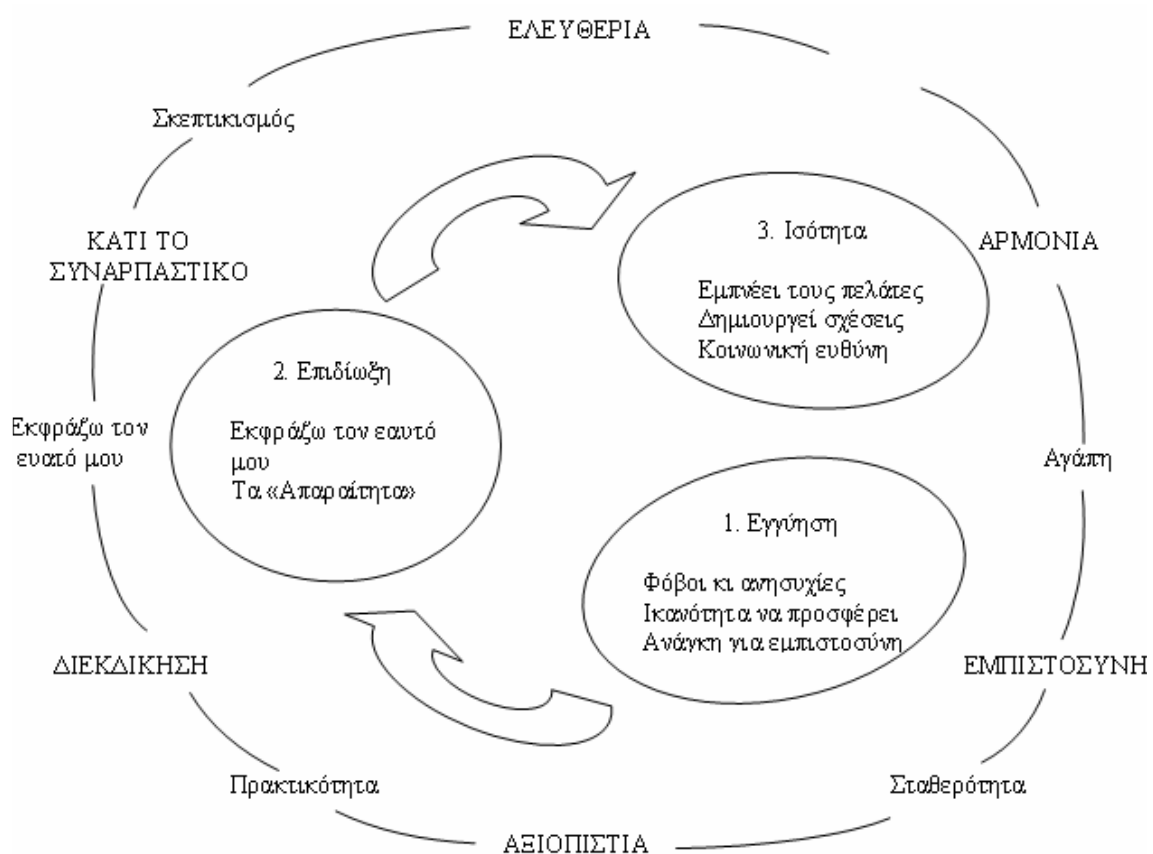 ΕΛΕΥΘΕΡΙΑ
Σκεπτικισμός
ΚΑΤΙ ΤΟ
ΣΥΝΑΡΠΑΣΤΙΚΟ
3. Ισότητα
Εμπνέει τους πελάτες
Δημιουργεί σχέσεις
Κοινωνική ευθύνη
ΑΡΜΟΝΙΑ
2. Επιδίωξη
Εκφράζω τον εαυτό
μου
Τα «Απαραίτητα»
Εκφράζω τον
ευατό μου
Αγάπη
1. Εγγύηση
Φόβοι κι ανησυχίες
Ικανότητα να προσφέρει
Ανάγκη για εμπιστοσύνη
ΔΙΕΚΔΙΚΗΣΗ
ΕΜΠΙΣΤΟΣΥΝΗ
Πρακτικότητα
Σταθερότητα
ΑΞΙΟΠΙΣΤΙΑ